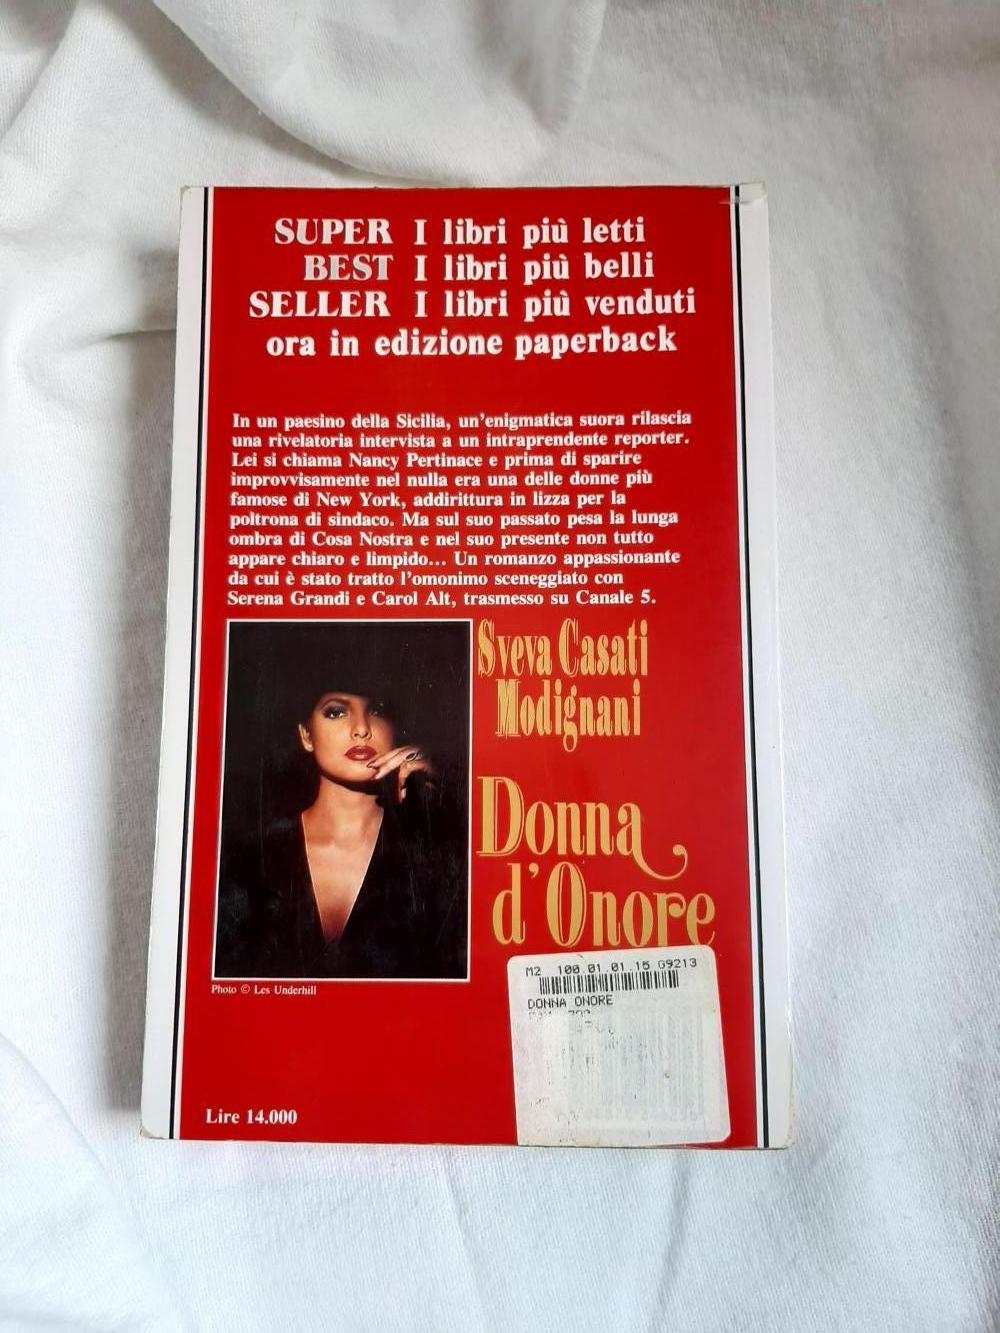 SUPER I libri più letti
BEST I libri più belli
SELLER I libri più venduti
ora in edizione paperback
In un paesino della Sicilia, un'enigmatica suora rilascia
una rivelatoria intervista a un intraprendente reporter.
Lei si chiama Nancy Pertinace e prima di sparire
improvvisamente nel nulla era una delle donne più
famose di New York, addirittura in lizza per la
poltrona di sindaco. Ma sul suo passato pesa la lunga
ombra di Cosa Nostra e nel suo presente non tutto
appare chiaro e limpido... Un romanzo appassionante
da cui è stato tratto l'omonimo sceneggiato con
Serena Grandi e Carol Alt, trasmesso su Canale 5.
Sveva Casati
Modignani
Donna
d'Onore
M2 100.01.01.15 G9213
DONNA ONORE
Photo © Les Underhill
Lire 14.000